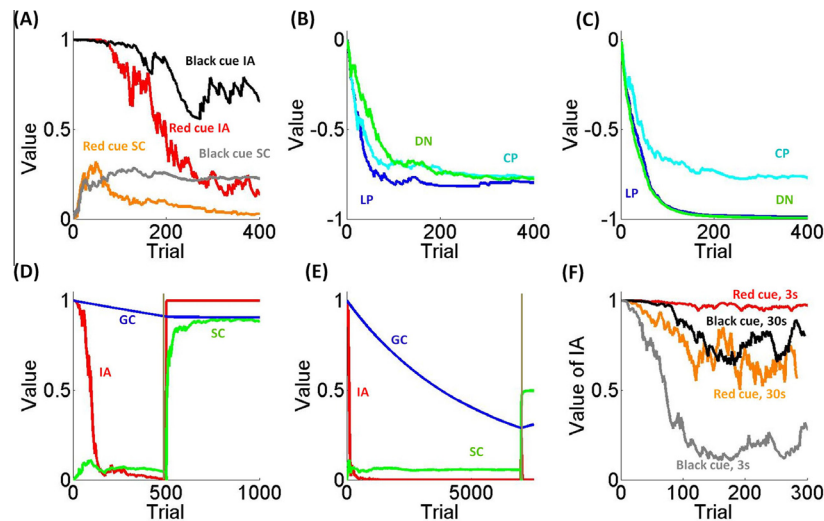 (A)
1
Black cue IA
Value
0.5
Red cue IA
Red cue SC
Black cue SC
0
0
200
400
Trial
(B)
0
Value
-0.5
DN
CP
LP
-1
0
200
400
Trial
(C)
0
Value
-0.5
CP
LP
DN
-1
0
200
400
Trial
(D)
1
GC
SC
Value
0.5
IA
0
0
500
1000
Trial
(E)
1
GC
Value
0.5
IA
SC
0
0
5000
Trial
(F)
Red cue, 3s
1
Black cue, 30s
Value of IA
Red cue, 30s
0.5
Black cue, 3s
0
0
100
200
300
Trial